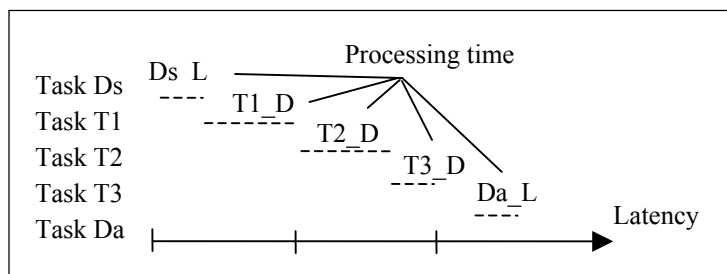 Processing time
Task Ds
Ds_L
Task T1
T1_D
Task T2
T2_D
Task T3
T3_D
Task Da
Da_L
Latency